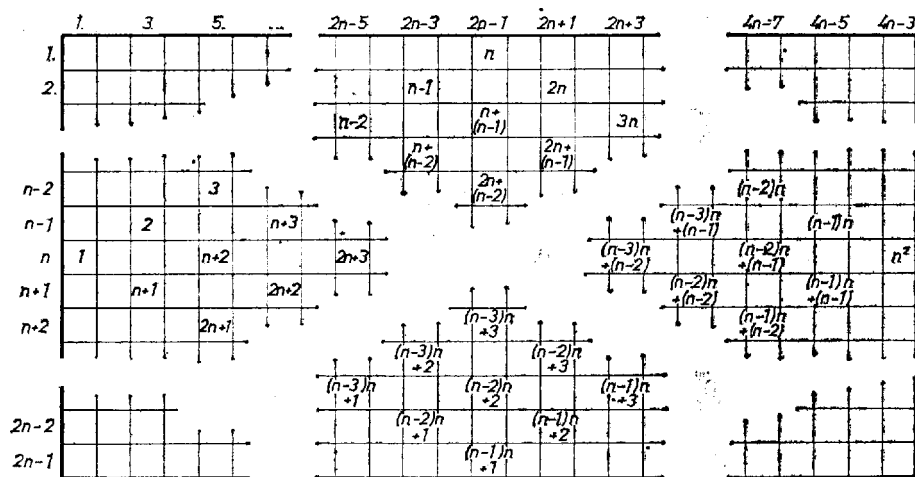 1. 3. 5. ... 2n-5 2n-3 2n-1 2n+1 2n+3 4n=7 4n-5 4n-3
1. n
2. n-1 2n
n-2 n+ 3n
(n-1)
n+ 2n+
(n-2) (n-1)
2n+
(n-2)
n-2 3 (n-2)n
n-1 2 n+3 (n-3)n (n-1)n
+(n-1)
n 1 n+2 2n+3 (n-3)n (n-2)n n²
+(n-2) +(n-1)
n+1 n+1 2n+2 (n-2)n (n-1)n
+(n-2) +(n-1)
n+2 2n+1 (n-3)n (n-1)n
+3 +(n-2)
(n-3)n (n-2)n
+2 +3
(n-3)n (n-2)n (n-1)n
+1 +2 +3
2n-2 (n-2)n (n-1)n
+1 +2
2n-1 (n-1)n
+1